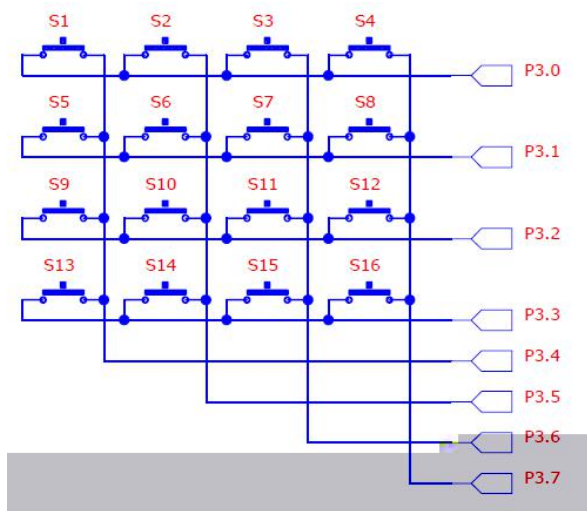 S1 S2 S3 S4
P3.0
S5 S6 S7 S8
P3.1
S9 S10 S11 S12
P3.2
S13 S14 S15 S16
P3.3
P3.4
P3.5
P3.6
P3.7